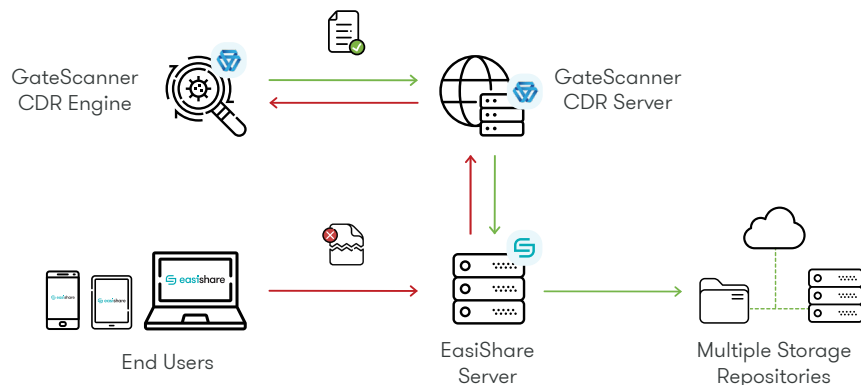 GateScanner
CDR Engine
GateScanner
CDR Server
easishare
easishare
easishare
End Users
EasiShare
Server
Multiple Storage
Repositories